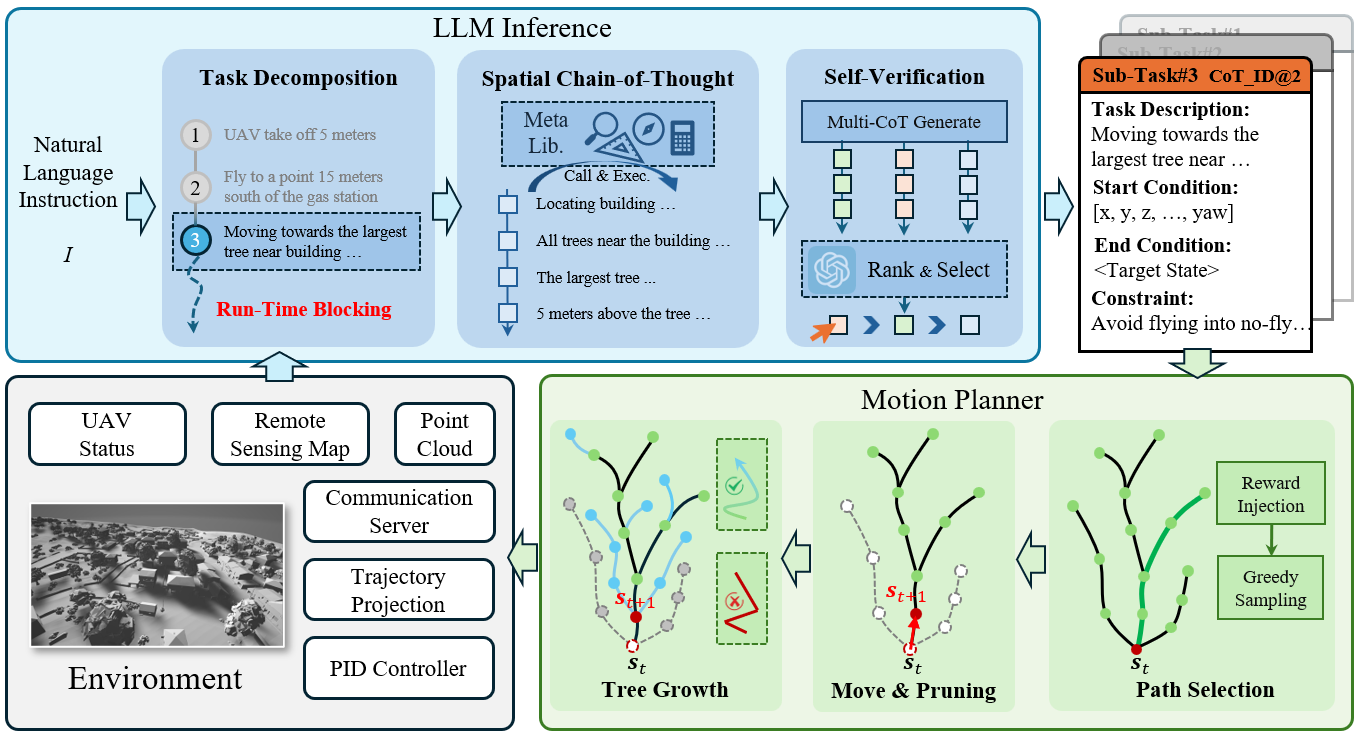 LLM Inference
Natural
Language
Instruction
I
Task Decomposition
1
UAV take off 5 meters
2
Fly to a point 15 meters
south of the gas station
3
Moving towards the largest
tree near building …
Run-Time Blocking
Spatial Chain-of-Thought
Meta
Lib.
Call & Exec.
Locating building …
All trees near the building …
The largest tree ...
5 meters above the tree …
Self-Verification
Multi-CoT Generate
Rank & Select
Sub-Task#1
Sub-Task#2
Sub-Task#3 CoT_ID@2
Task Description:
Moving towards the
largest tree near …
Start Condition:
[x, y, z, …, yaw]
End Condition:
<Target State>
Constraint:
Avoid flying into no-fly…
UAV
Status
Remote
Sensing Map
Point
Cloud
Communication
Server
Trajectory
Projection
PID Controller
Environment
Motion Planner
s_{t+1}
s_t
Tree Growth
s_{t+1}
s_t
Move & Pruning
Reward
Injection
Greedy
Sampling
s_t
Path Selection